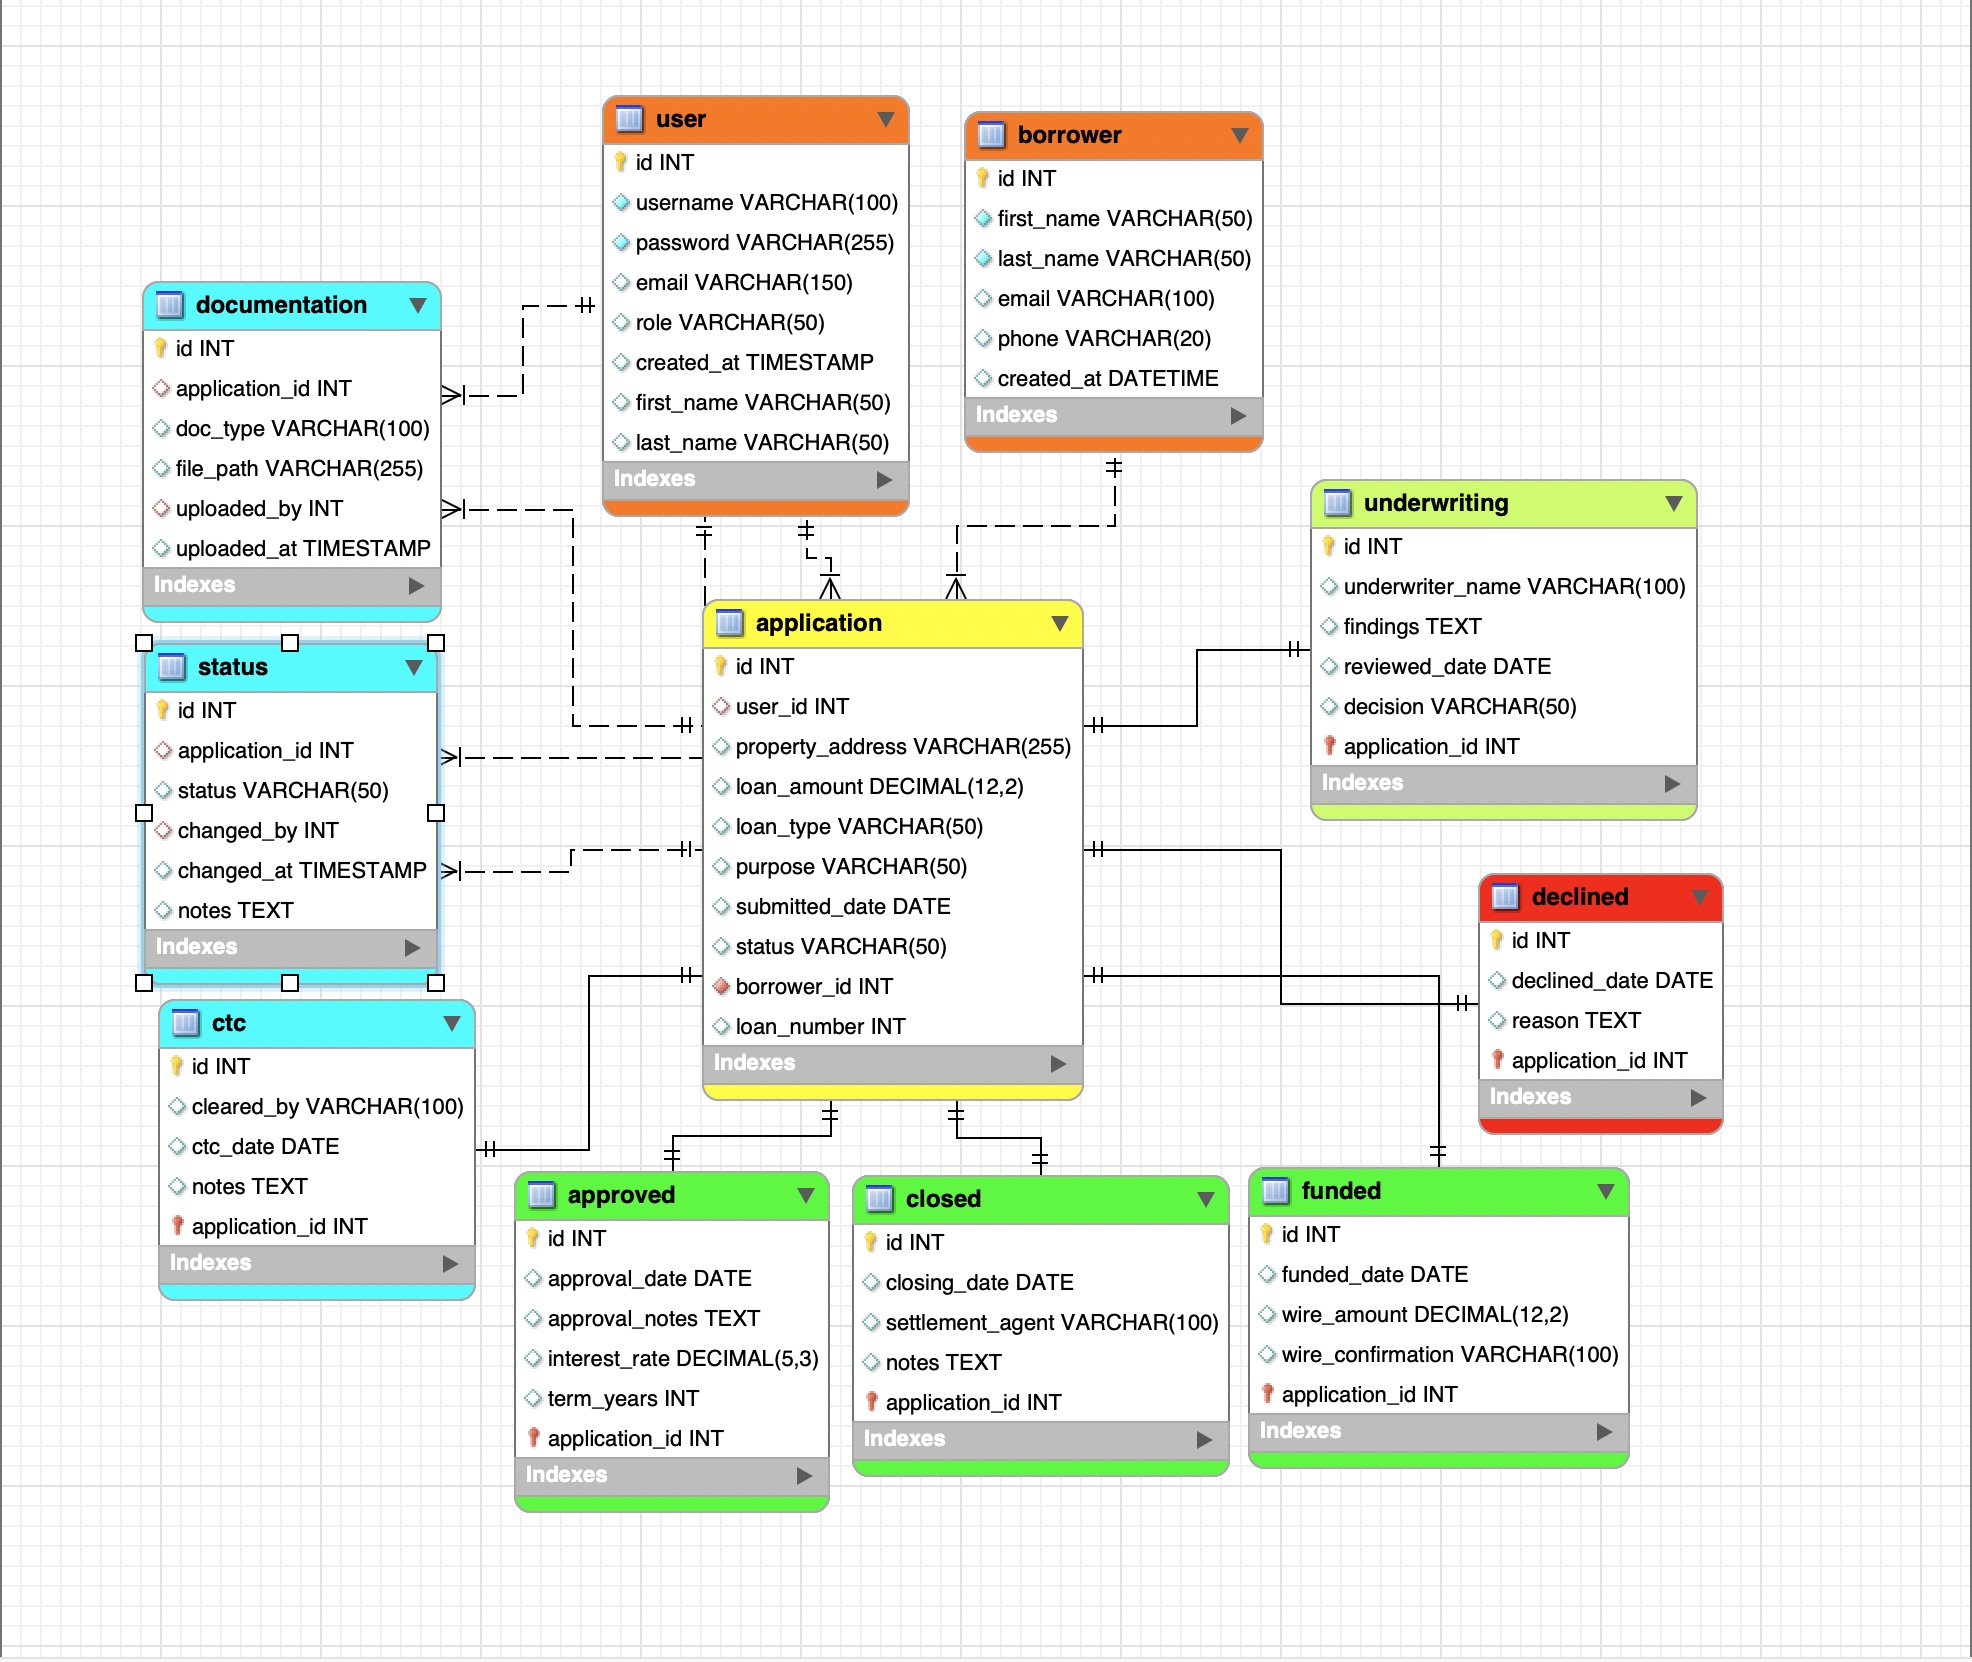 user
id INT
username VARCHAR(100)
password VARCHAR(255)
email VARCHAR(150)
role VARCHAR(50)
created_at TIMESTAMP
first_name VARCHAR(50)
last_name VARCHAR(50)
Indexes
borrower
id INT
first_name VARCHAR(50)
last_name VARCHAR(50)
email VARCHAR(100)
phone VARCHAR(20)
created_at DATETIME
Indexes
documentation
id INT
application_id INT
doc_type VARCHAR(100)
file_path VARCHAR(255)
uploaded_by INT
uploaded_at TIMESTAMP
Indexes
underwriting
id INT
underwriter_name VARCHAR(100)
findings TEXT
reviewed_date DATE
decision VARCHAR(50)
application_id INT
Indexes
application
id INT
user_id INT
property_address VARCHAR(255)
loan_amount DECIMAL(12,2)
loan_type VARCHAR(50)
purpose VARCHAR(50)
submitted_date DATE
status VARCHAR(50)
borrower_id INT
loan_number INT
Indexes
status
id INT
application_id INT
status VARCHAR(50)
changed_by INT
changed_at TIMESTAMP
notes TEXT
Indexes
declined
id INT
declined_date DATE
reason TEXT
application_id INT
Indexes
ctc
id INT
cleared_by VARCHAR(100)
ctc_date DATE
notes TEXT
application_id INT
Indexes
approved
id INT
approval_date DATE
approval_notes TEXT
interest_rate DECIMAL(5,3)
term_years INT
application_id INT
Indexes
closed
id INT
closing_date DATE
settlement_agent VARCHAR(100)
notes TEXT
application_id INT
Indexes
funded
id INT
funded_date DATE
wire_amount DECIMAL(12,2)
wire_confirmation VARCHAR(100)
application_id INT
Indexes